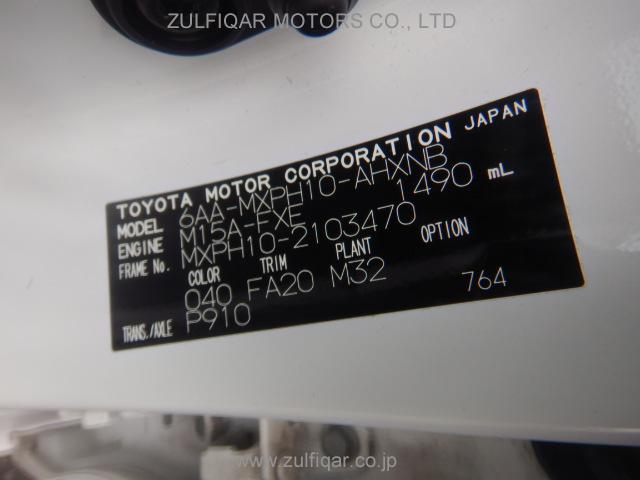 ZULFIQAR MOTORS CO., LTD
TOYOTA MOTOR CORPORATION JAPAN
MODEL 6AA-MXPH10-AHXNB
ENGINE M15A-FXE 1490 mL
FRAME No. MXPH10-2103470
COLOR TRIM PLANT OPTION
040 FA20 M32
TRANS./AXLE P910 764
www.zulfiqar.co.jp